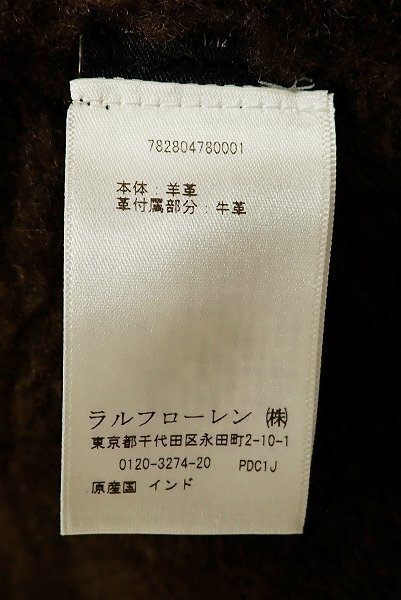 782804780001
本体：羊革
革付属部分：牛革
ラルフローレン ㈱
東京都千代田区永田町2-10-1
0120-3274-20 PDC1J
原産国 インド